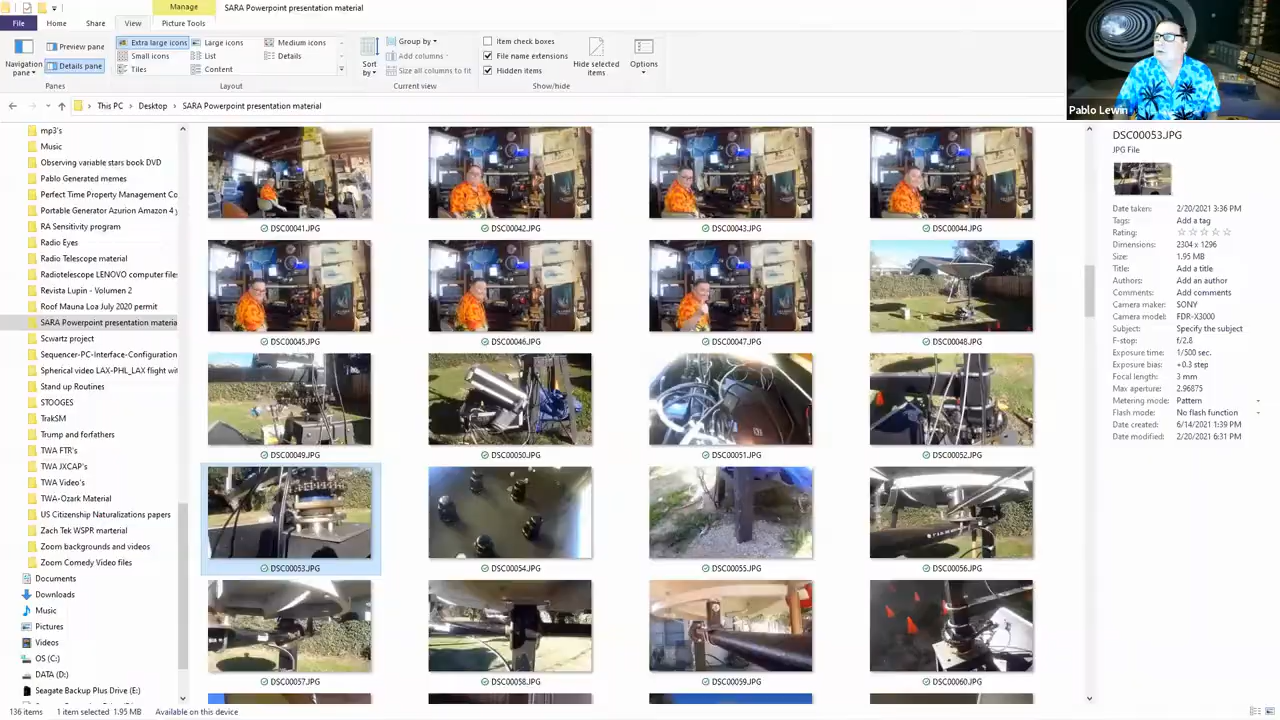 Manage
SARA Powerpoint presentation material
File
Home
Share
View
Picture Tools
Navigation pane
Preview pane
Details pane
Panes
Extra large icons
Large icons
Medium icons
Small icons
List
Details
Tiles
Content
Layout
Sort by
Group by
Add columns
Size all columns to fit
Current view
Item check boxes
File name extensions
Hidden items
Hide selected items
Show/hide
Options
This PC > Desktop > SARA Powerpoint presentation material
Pablo Lewin
mp3's
Music
Observing variable stars book DVD
Pablo Generated memes
Perfect Time Property Management Co
Portable Generator Azurion Amazon 4 y
RA Sensitivity program
Radio Eyes
Radio Telescope material
Radiotelescope LENOVO computer files
Revista Lupin - Volumen 2
Roof Mauna Loa July 2020 permit
SARA Powerpoint presentation materia
Scwartz project
Sequencer-PC-Interface-Configuration
Spherical video LAX-PHL_LAX flight wit
Stand up Routines
STOOGES
TrakSM
Trump and forfathers
TWA FTR's
TWA JXCAP's
TWA Video's
TWA-Ozark Material
US Citizenship Naturalizations papers
Zach Tek WSPR marterial
Zoom backgrounds and videos
Zoom Comedy Video files
Documents
Downloads
Music
Pictures
Videos
OS (C:)
DATA (D:)
Seagate Backup Plus Drive (E:)
DSC00041.JPG
DSC00042.JPG
DSC00043.JPG
DSC00044.JPG
DSC00045.JPG
DSC00046.JPG
DSC00047.JPG
DSC00048.JPG
DSC00049.JPG
DSC00050.JPG
DSC00051.JPG
DSC00052.JPG
DSC00053.JPG
DSC00054.JPG
DSC00055.JPG
DSC00056.JPG
DSC00057.JPG
DSC00058.JPG
DSC00059.JPG
DSC00060.JPG
DSC00053.JPG
JPG File
Date taken: 2/20/2021 3:36 PM
Tags: Add a tag
Rating:
Dimensions: 2304 x 1296
Size: 1.95 MB
Title: Add a title
Authors: Add an author
Comments: Add comments
Camera maker: SONY
Camera model: FDR-X3000
Subject: Specify the subject
F-stop: f/2.8
Exposure time: 1/500 sec.
Exposure bias: +0.3 step
Focal length: 3 mm
Max aperture: 2.96875
Metering mode: Pattern
Flash mode: No flash function
Date created: 6/14/2021 1:39 PM
Date modified: 2/20/2021 6:31 PM
136 items 1 item selected 1.95 MB Available on this device